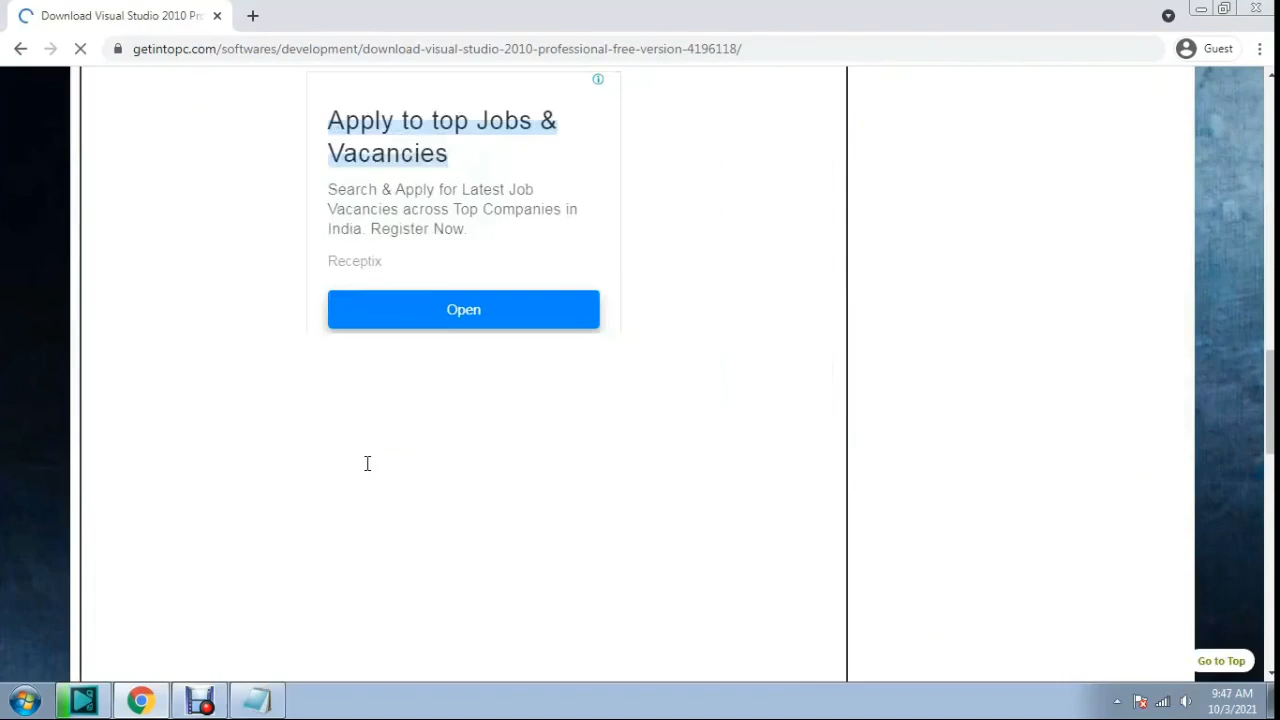 Download Visual Studio 2010 Pr
getintopc.com/softwares/development/download-visual-studio-2010-professional-free-version-4196118/
Guest
Apply to top Jobs &
Vacancies
Search & Apply for Latest Job
Vacancies across Top Companies in
India. Register Now.
Receptix
Open
Go to Top
9:47 AM
10/3/2021